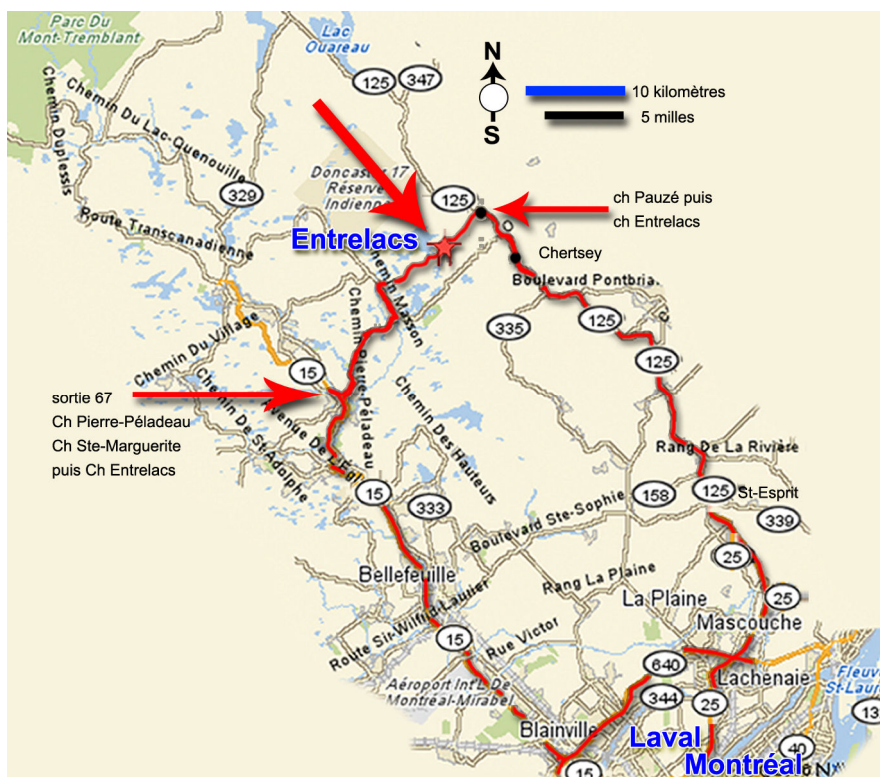 Parc Du
Mont-Tremblant
Lac
Ouareau
125
347
N
S
10 kilomètres
5 milles
Chemin Duplessis
Chemin Du Lac-Quenouille
329
Doncaster 17
Réserve
Indienne
125
ch Pauzé puis
ch Entrelacs
Route Transcanadienne
Entrelacs
Chertsey
Chemin Masson
Boulevard Pontbria.
335
125
125
Chemin Du Village
15
Chemin Pierre-Péladeau
sortie 67
Ch Pierre-Péladeau
Ch Ste-Marguerite
puis Ch Entrelacs
Chemin De St-Adolphe
Avenue De L'Égl
Chemin Des Hauteurs
Rang De La Rivière
15
333
158
125
St-Esprit
339
Boulevard Ste-Sophie
25
Bellefeuille
Rang La Plaine
La Plaine
25
Mascouche
Route Sir-Wilfrid-Laurier
15
Rue Victor
640
Lachenaie
Fleuv
St-Laur
Aéroport Int'L De
Montréal-Mirabel
344
25
13
Blainville
Laval
40
15
Montréal